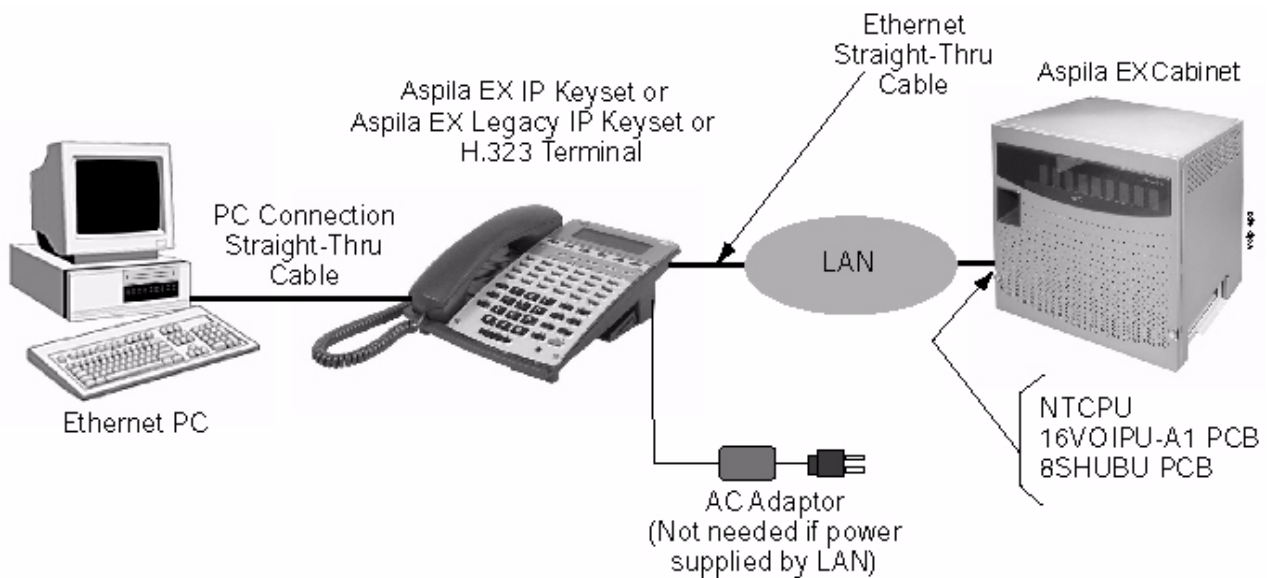 Ethernet
Straight-Thru
Cable
Aspila EX Cabinet
Aspila EX IP Keyset or
Aspila EX Legacy IP Keyset or
H.323 Terminal
PC Connection
Straight-Thru
Cable
LAN
Ethernet PC
NTCPU
16VOIPU-A1 PCB
8SHUBU PCB
AC Adaptor
(Not needed if power
supplied by LAN)